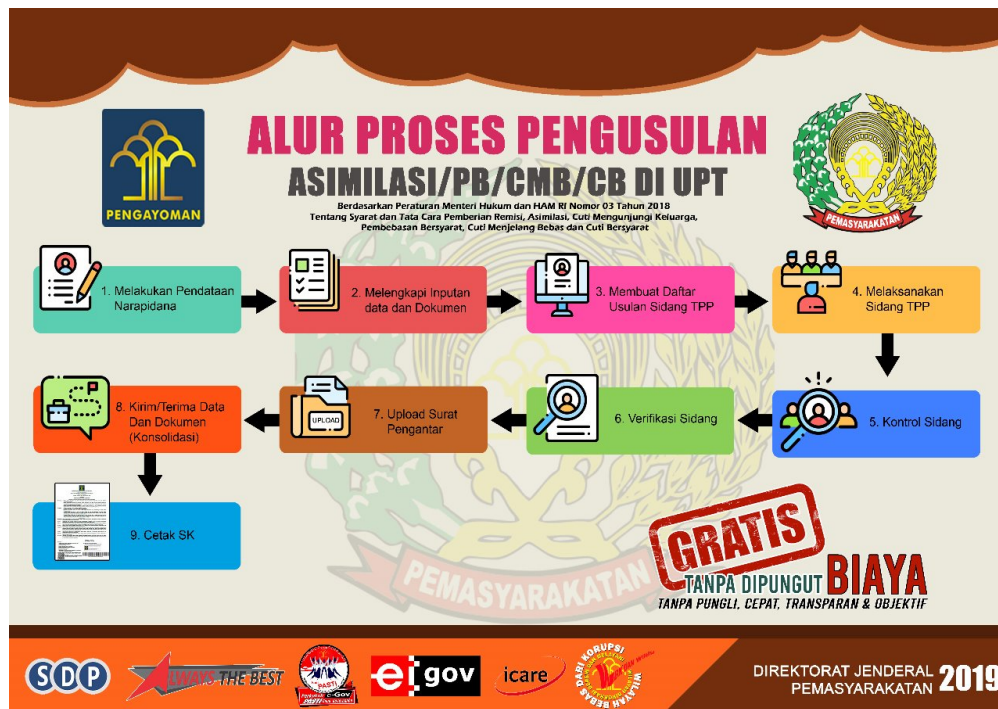 PENGAYOMAN
ALUR PROSES PENGUSULAN
ASIMILASI/PB/CMB/CB DI UPT
Berdasarkan Peraturan Menteri Hukum dan HAM RI Nomor 03 Tahun 2018
Tentang Syarat dan Tata Cara Pemberian Remisi, Asimilasi, Cuti Mengunjungi Keluarga,
Pembebasan Bersyarat, Cuti Menjelang Bebas dan Cuti Bersyarat
PEMASYARAKATAN
1. Melakukan Pendataan
Narapidana
2. Melengkapi Inputan
data dan Dokumen
3. Membuat Daftar
Usulan Sidang TPP
4. Melaksanakan
Sidang TPP
5. Kontrol Sidang
6. Verifikasi Sidang
7. Upload Surat
Pengantar
UPLOAD
8. Kirim/Terima Data
Dan Dokumen
(Konsolidasi)
9. Cetak SK
PEMASYARAKATAN
GRATIS
TANPA DIPUNGUT BIAYA
TANPA PUNGLI, CEPAT, TRANSPARAN & OBJEKTIF
SDP
ALWAYS THE BEST
PASTI
e gov
icare
WILAYAH BEBAS DARI KORUPSI
DIREKTORAT JENDERAL
PEMASYARAKATAN 2019